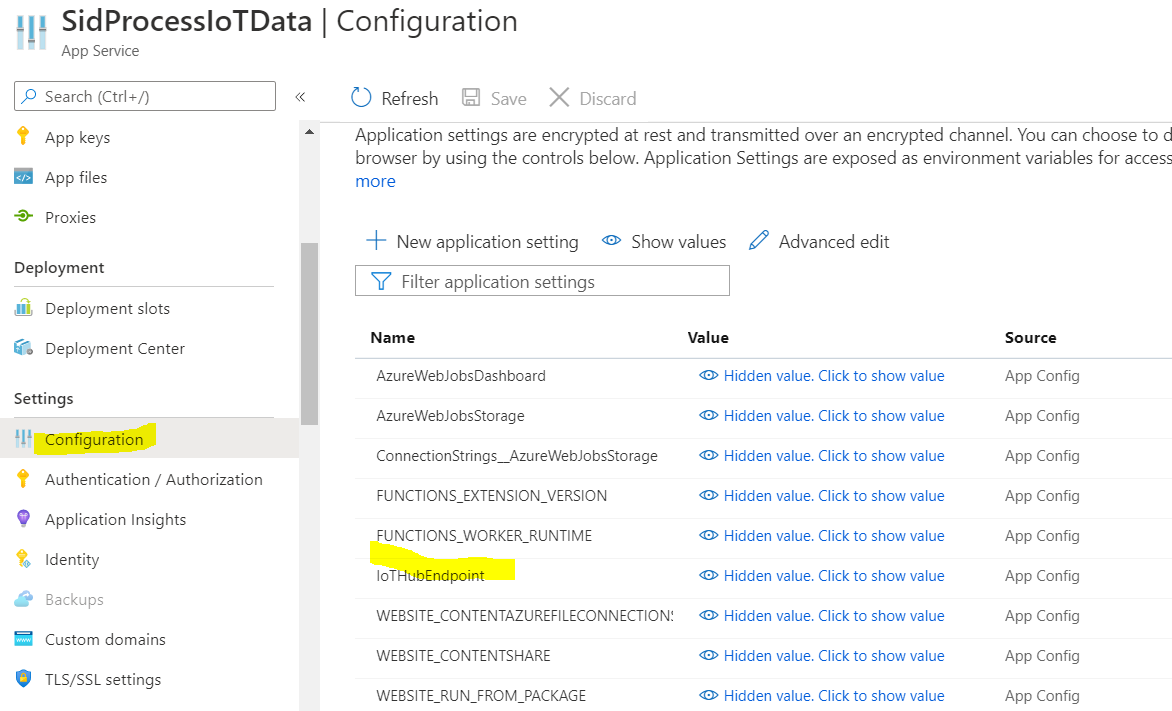 SidProcessIoTData | Configuration
App Service
Search (Ctrl+/)
«
App keys
App files
Proxies
Deployment
Deployment slots
Deployment Center
Settings
Configuration
Authentication / Authorization
Application Insights
Identity
Backups
Custom domains
TLS/SSL settings
Refresh Save Discard
Application settings are encrypted at rest and transmitted over an encrypted channel. You can choose to d
browser by using the controls below. Application Settings are exposed as environment variables for access
more
New application setting Show values Advanced edit
Filter application settings
Name Value Source
AzureWebJobsDashboard Hidden value. Click to show value App Config
AzureWebJobsStorage Hidden value. Click to show value App Config
ConnectionStrings__AzureWebJobsStorage Hidden value. Click to show value App Config
FUNCTIONS_EXTENSION_VERSION Hidden value. Click to show value App Config
FUNCTIONS_WORKER_RUNTIME Hidden value. Click to show value App Config
IoTHubEndpoint Hidden value. Click to show value App Config
WEBSITE_CONTENTAZUREFILECONNECTIONS Hidden value. Click to show value App Config
WEBSITE_CONTENTSHARE Hidden value. Click to show value App Config
WEBSITE_RUN_FROM_PACKAGE Hidden value. Click to show value App Config